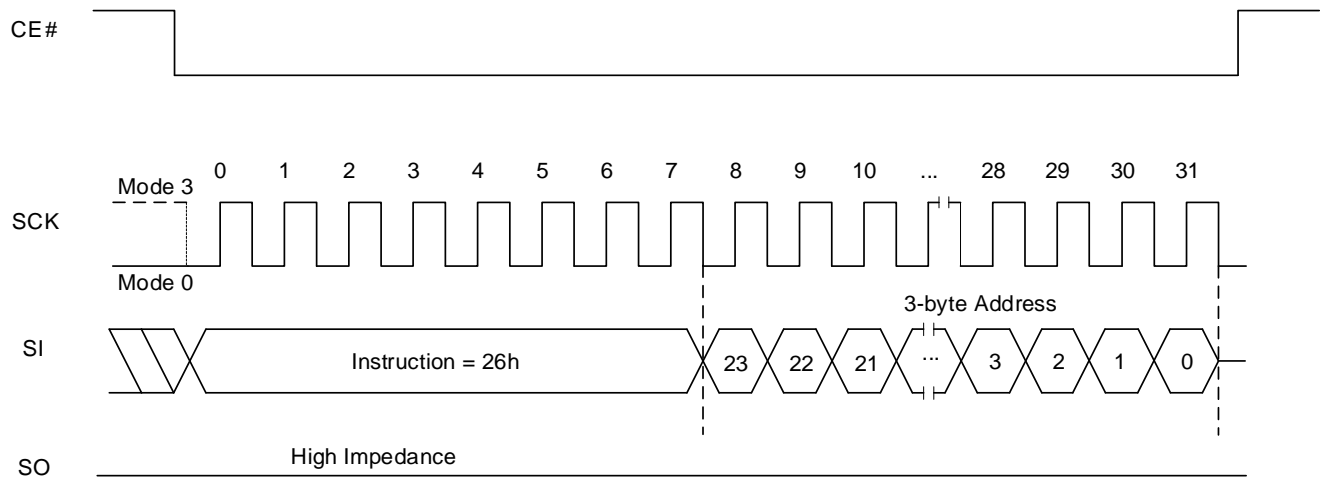 CE#
0 1 2 3 4 5 6 7 8 9 10 ... 28 29 30 31
Mode 3
SCK
Mode 0
3-byte Address
SI
Instruction = 26h
23 22 21 ... 3 2 1 0
High Impedance
SO